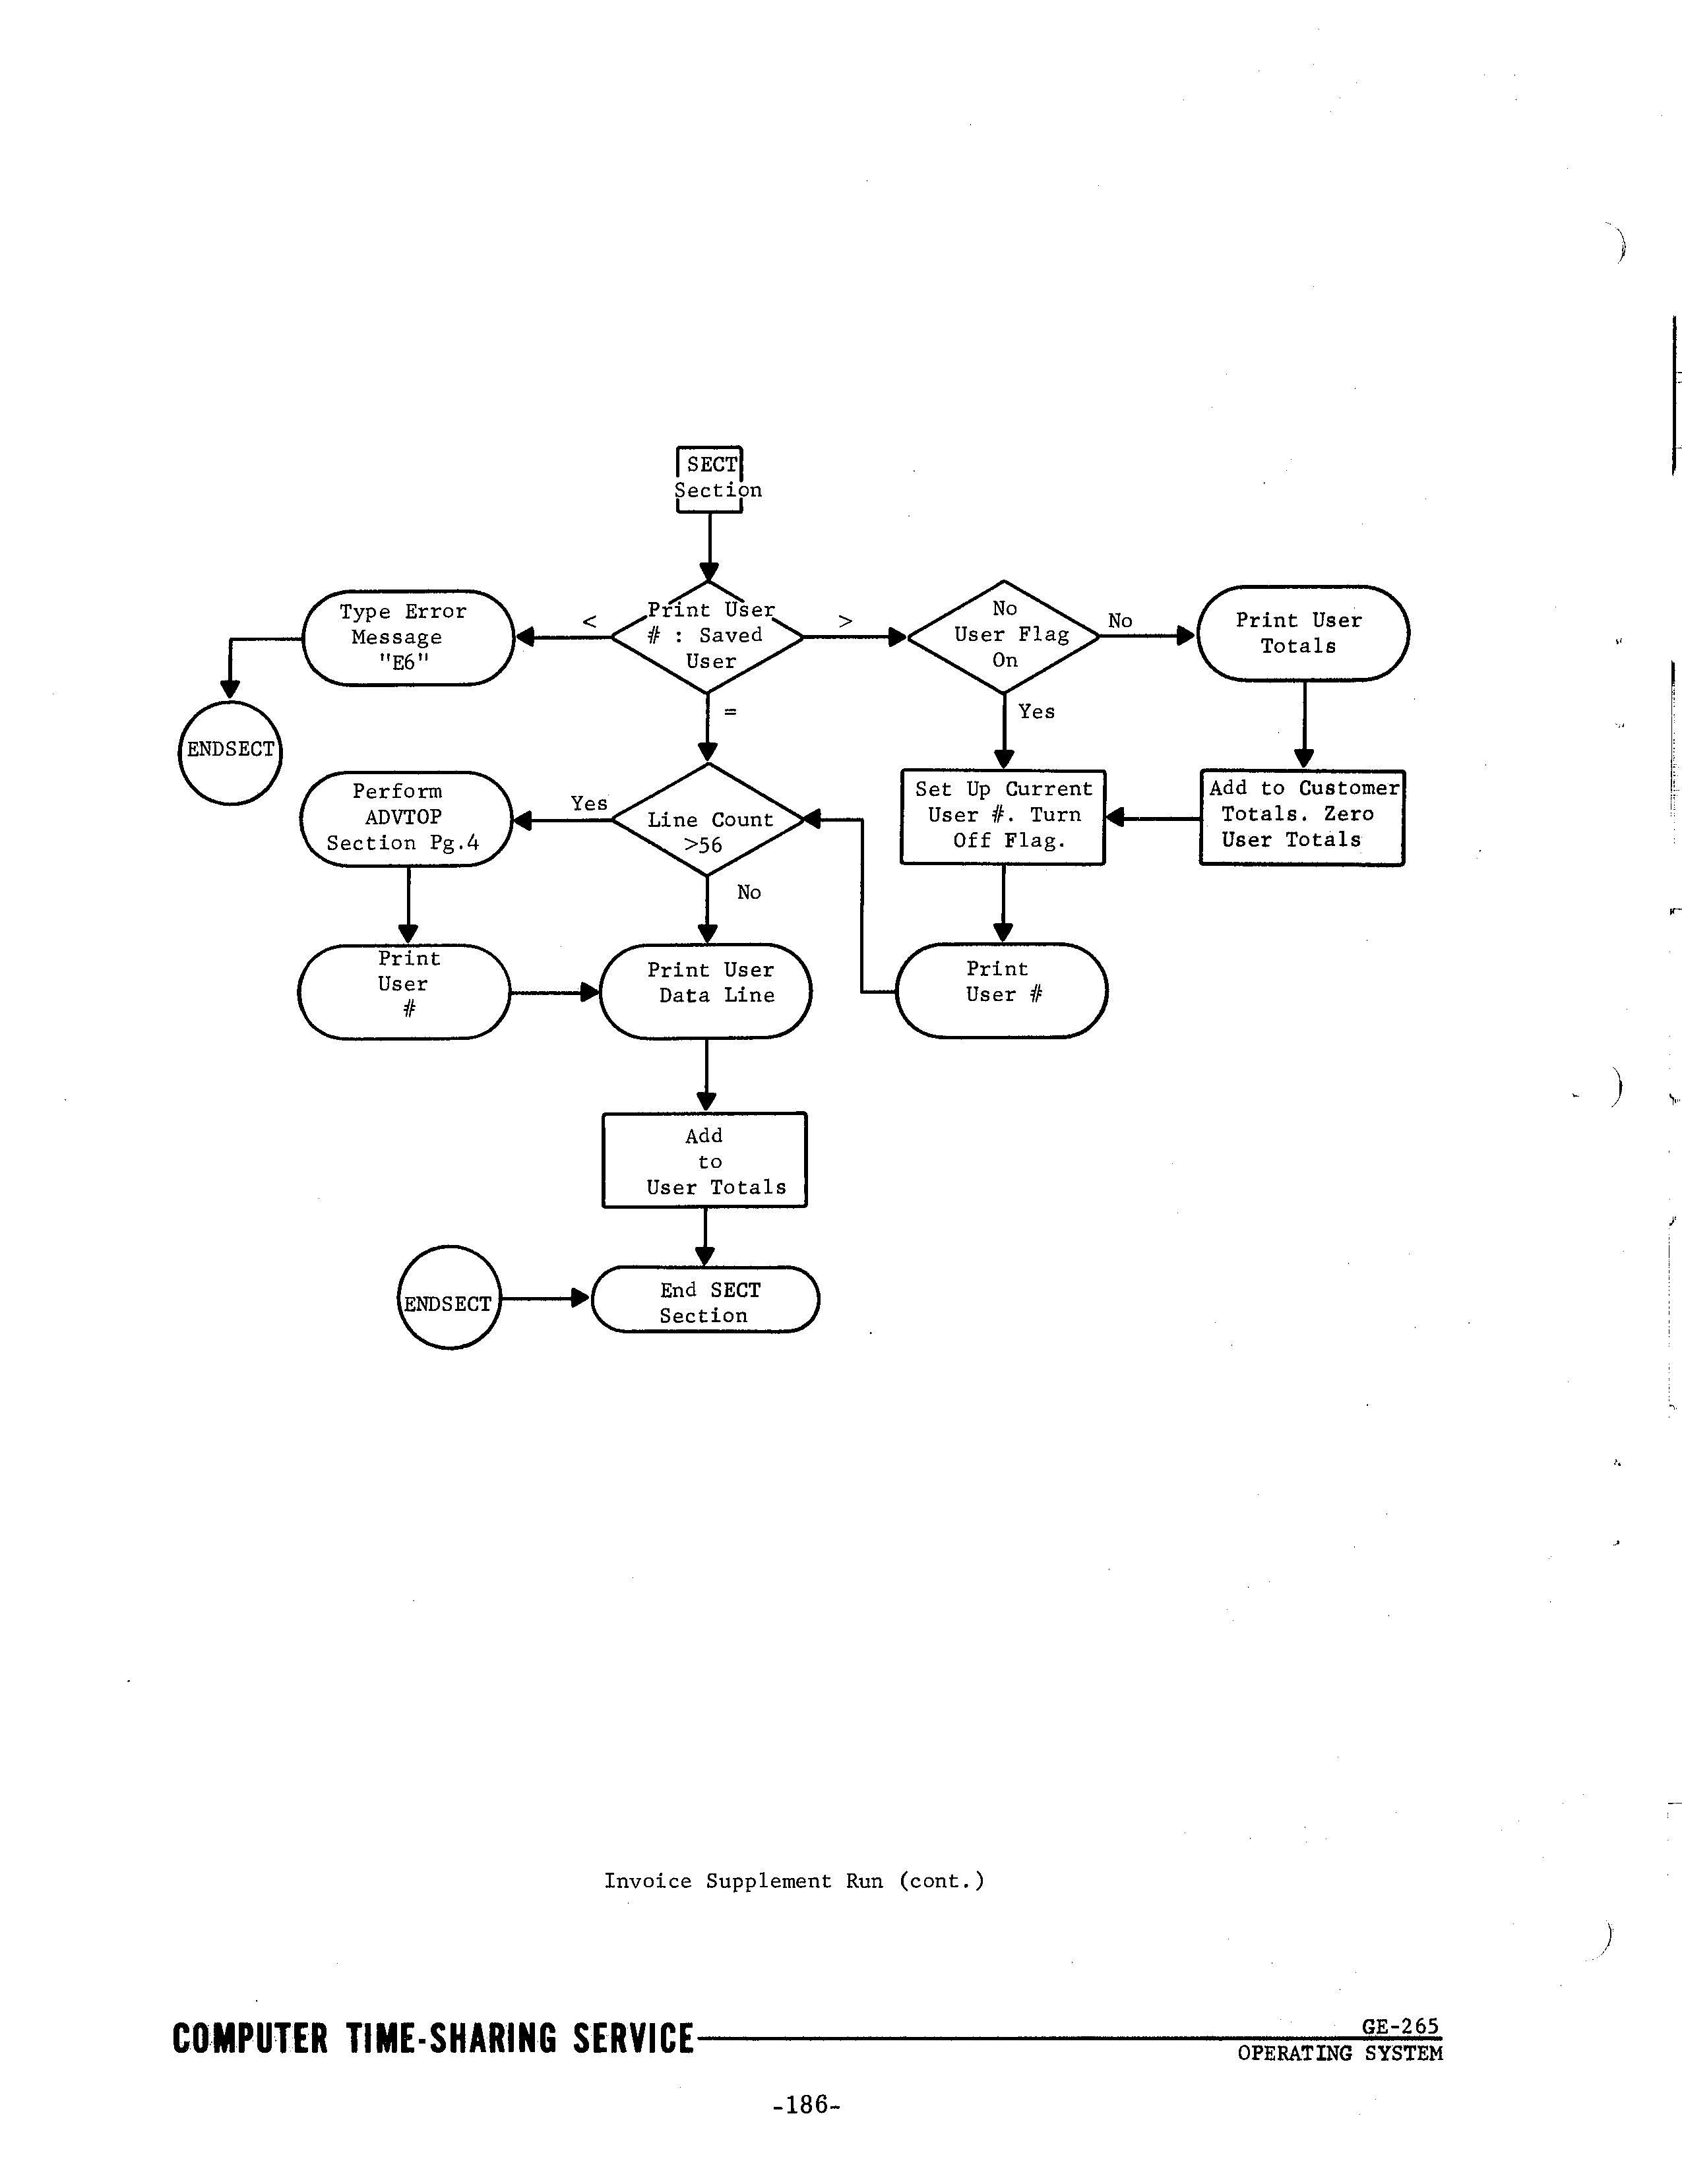 SECT
Section
Type Error
Message
"E6"
<
Print User
# : Saved
User
>
No
User Flag
On
No
Print User
Totals
ENDSECT
=
Yes
Perform
ADVTOP
Section Pg.4
Yes
Line Count
>56
Set Up Current
User #. Turn
Off Flag.
Add to Customer
Totals. Zero
User Totals
No
Print
User
#
Print User
Data Line
Print
User #
Add
to
User Totals
ENDSECT
End SECT
Section
Invoice Supplement Run (cont.)
COMPUTER TIME-SHARING SERVICE
GE-265
OPERATING SYSTEM
-186-